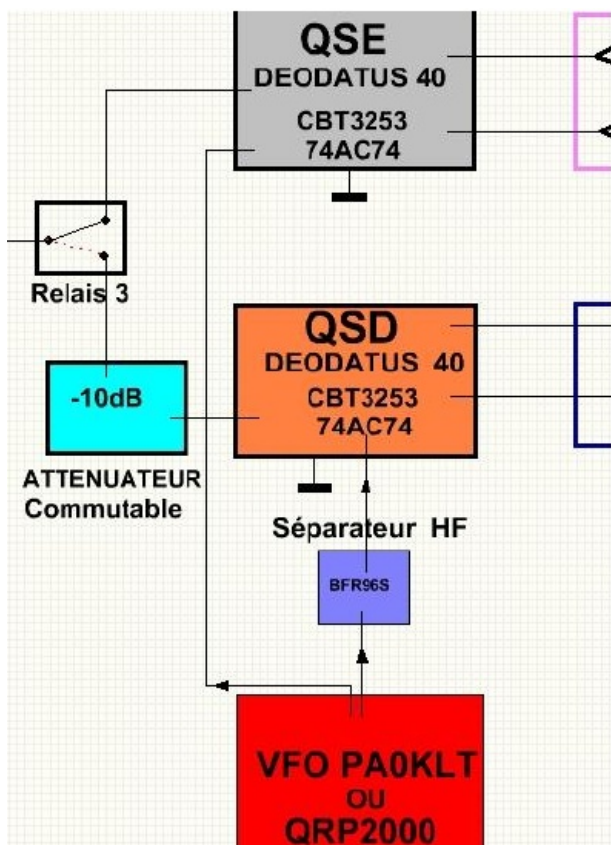 QSE
DEODATUS 40
CBT3253
74AC74
Relais 3
QSD
DEODATUS 40
CBT3253
74AC74
-10dB
ATTENUATEUR
Commutable
Séparateur HF
BFR96S
VFO PA0KLT
OU
QRP2000